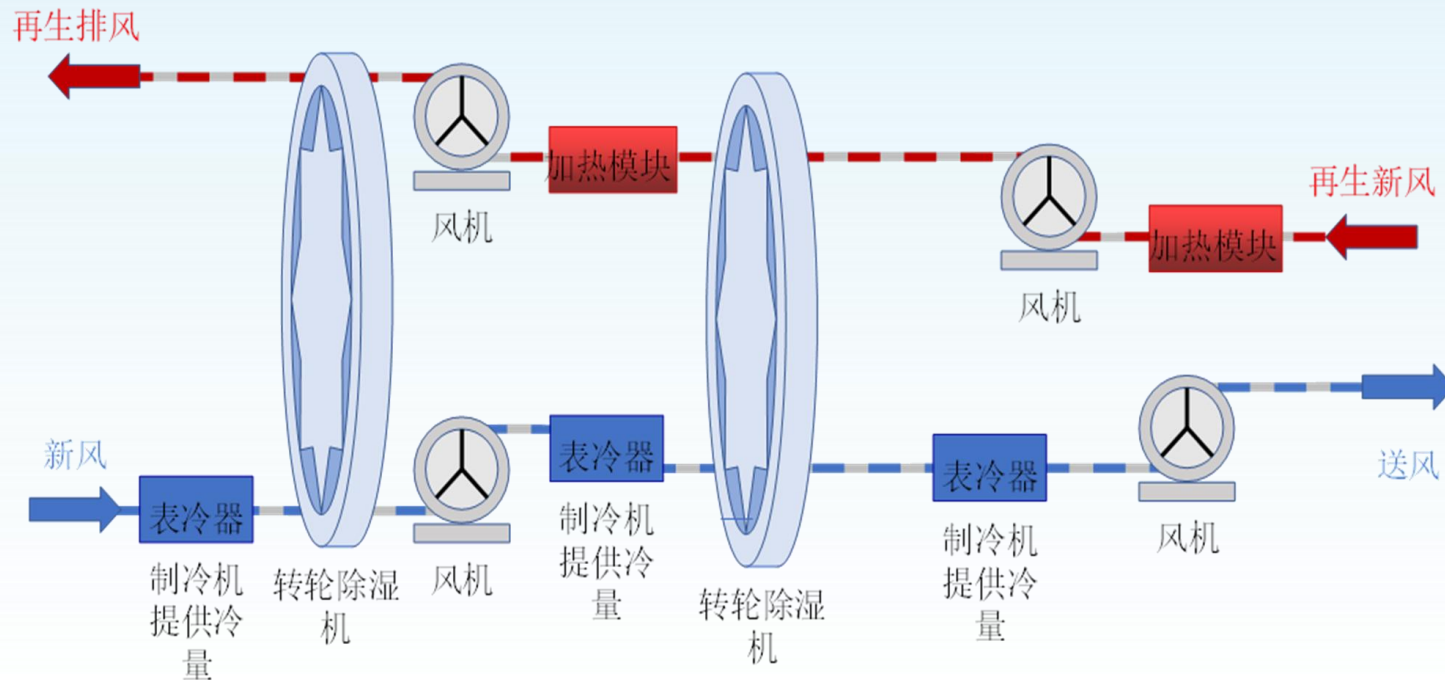 再生排风
加热模块
再生新风
风机
加热模块
风机
新风
表冷器
送风
表冷器
表冷器
制冷机
提供冷
量
风机
制冷机
提供冷
量
制冷机
提供冷
量
转轮除湿
机
风机
转轮除湿
机